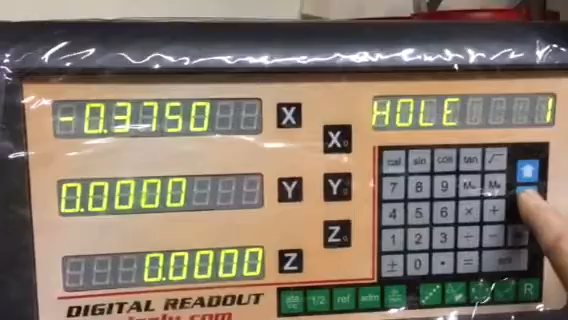 -0.3750 X HOLE 1
X₀
0.0000 Y Y₀
Z₀
0.0000 Z
cal sin cos tan √
7 8 9
4 5 6 × +
1 2 3 ÷ -
± 0 . =
1/2 ref R
DIGITAL READOUT